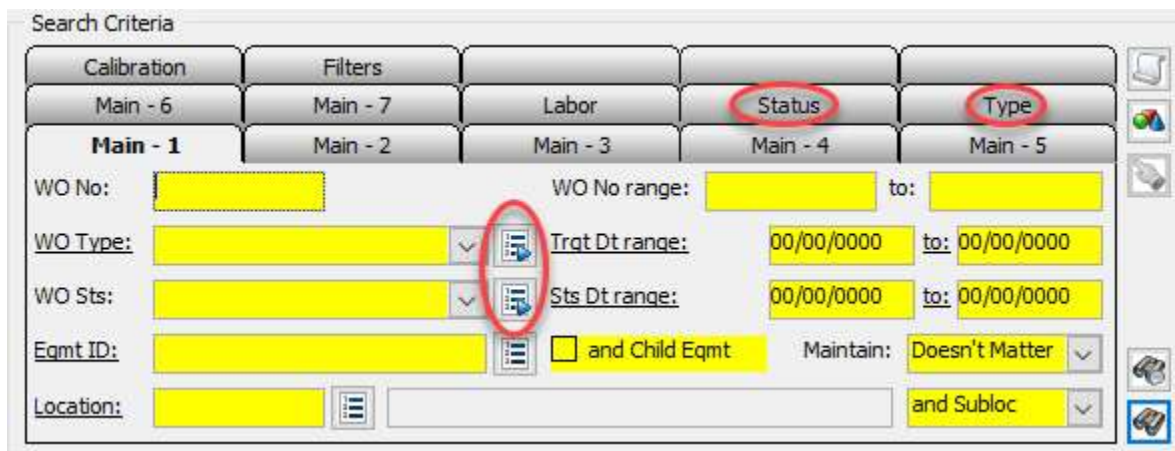 Search Criteria
Calibration Filters
Main - 6 Main - 7 Labor Status Type
Main - 1 Main - 2 Main - 3 Main - 4 Main - 5
WO No: WO No range: to:
WO Type: Trgt Dt range: 00/00/0000 to: 00/00/0000
WO Sts: Sts Dt range: 00/00/0000 to: 00/00/0000
Eqmt ID: and Child Eqmt Maintain: Doesn't Matter
Location: and Subloc